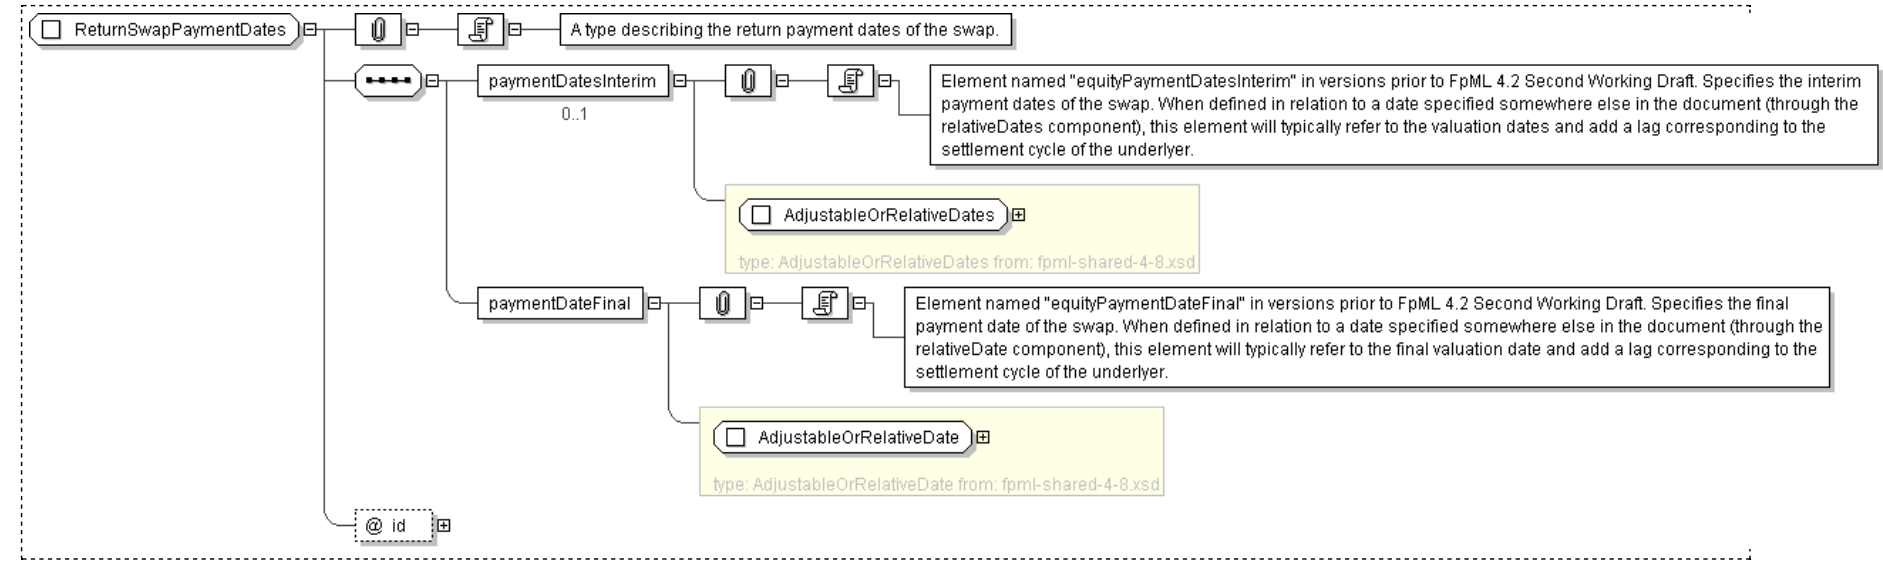 ReturnSwapPaymentDates
A type describing the return payment dates of the swap.
paymentDatesInterim
0..1
Element named "equityPaymentDatesInterim" in versions prior to FpML 4.2 Second Working Draft. Specifies the interim
payment dates of the swap. When defined in relation to a date specified somewhere else in the document (through the
relativeDates component), this element will typically refer to the valuation dates and add a lag corresponding to the
settlement cycle of the underlyer.
AdjustableOrRelativeDates
type: AdjustableOrRelativeDates from: fpml-shared-4-8.xsd
paymentDateFinal
Element named "equityPaymentDateFinal" in versions prior to FpML 4.2 Second Working Draft. Specifies the final
payment date of the swap. When defined in relation to a date specified somewhere else in the document (through the
relativeDate component), this element will typically refer to the final valuation date and add a lag corresponding to the
settlement cycle of the underlyer.
AdjustableOrRelativeDate
type: AdjustableOrRelativeDate from: fpml-shared-4-8.xsd
@ id